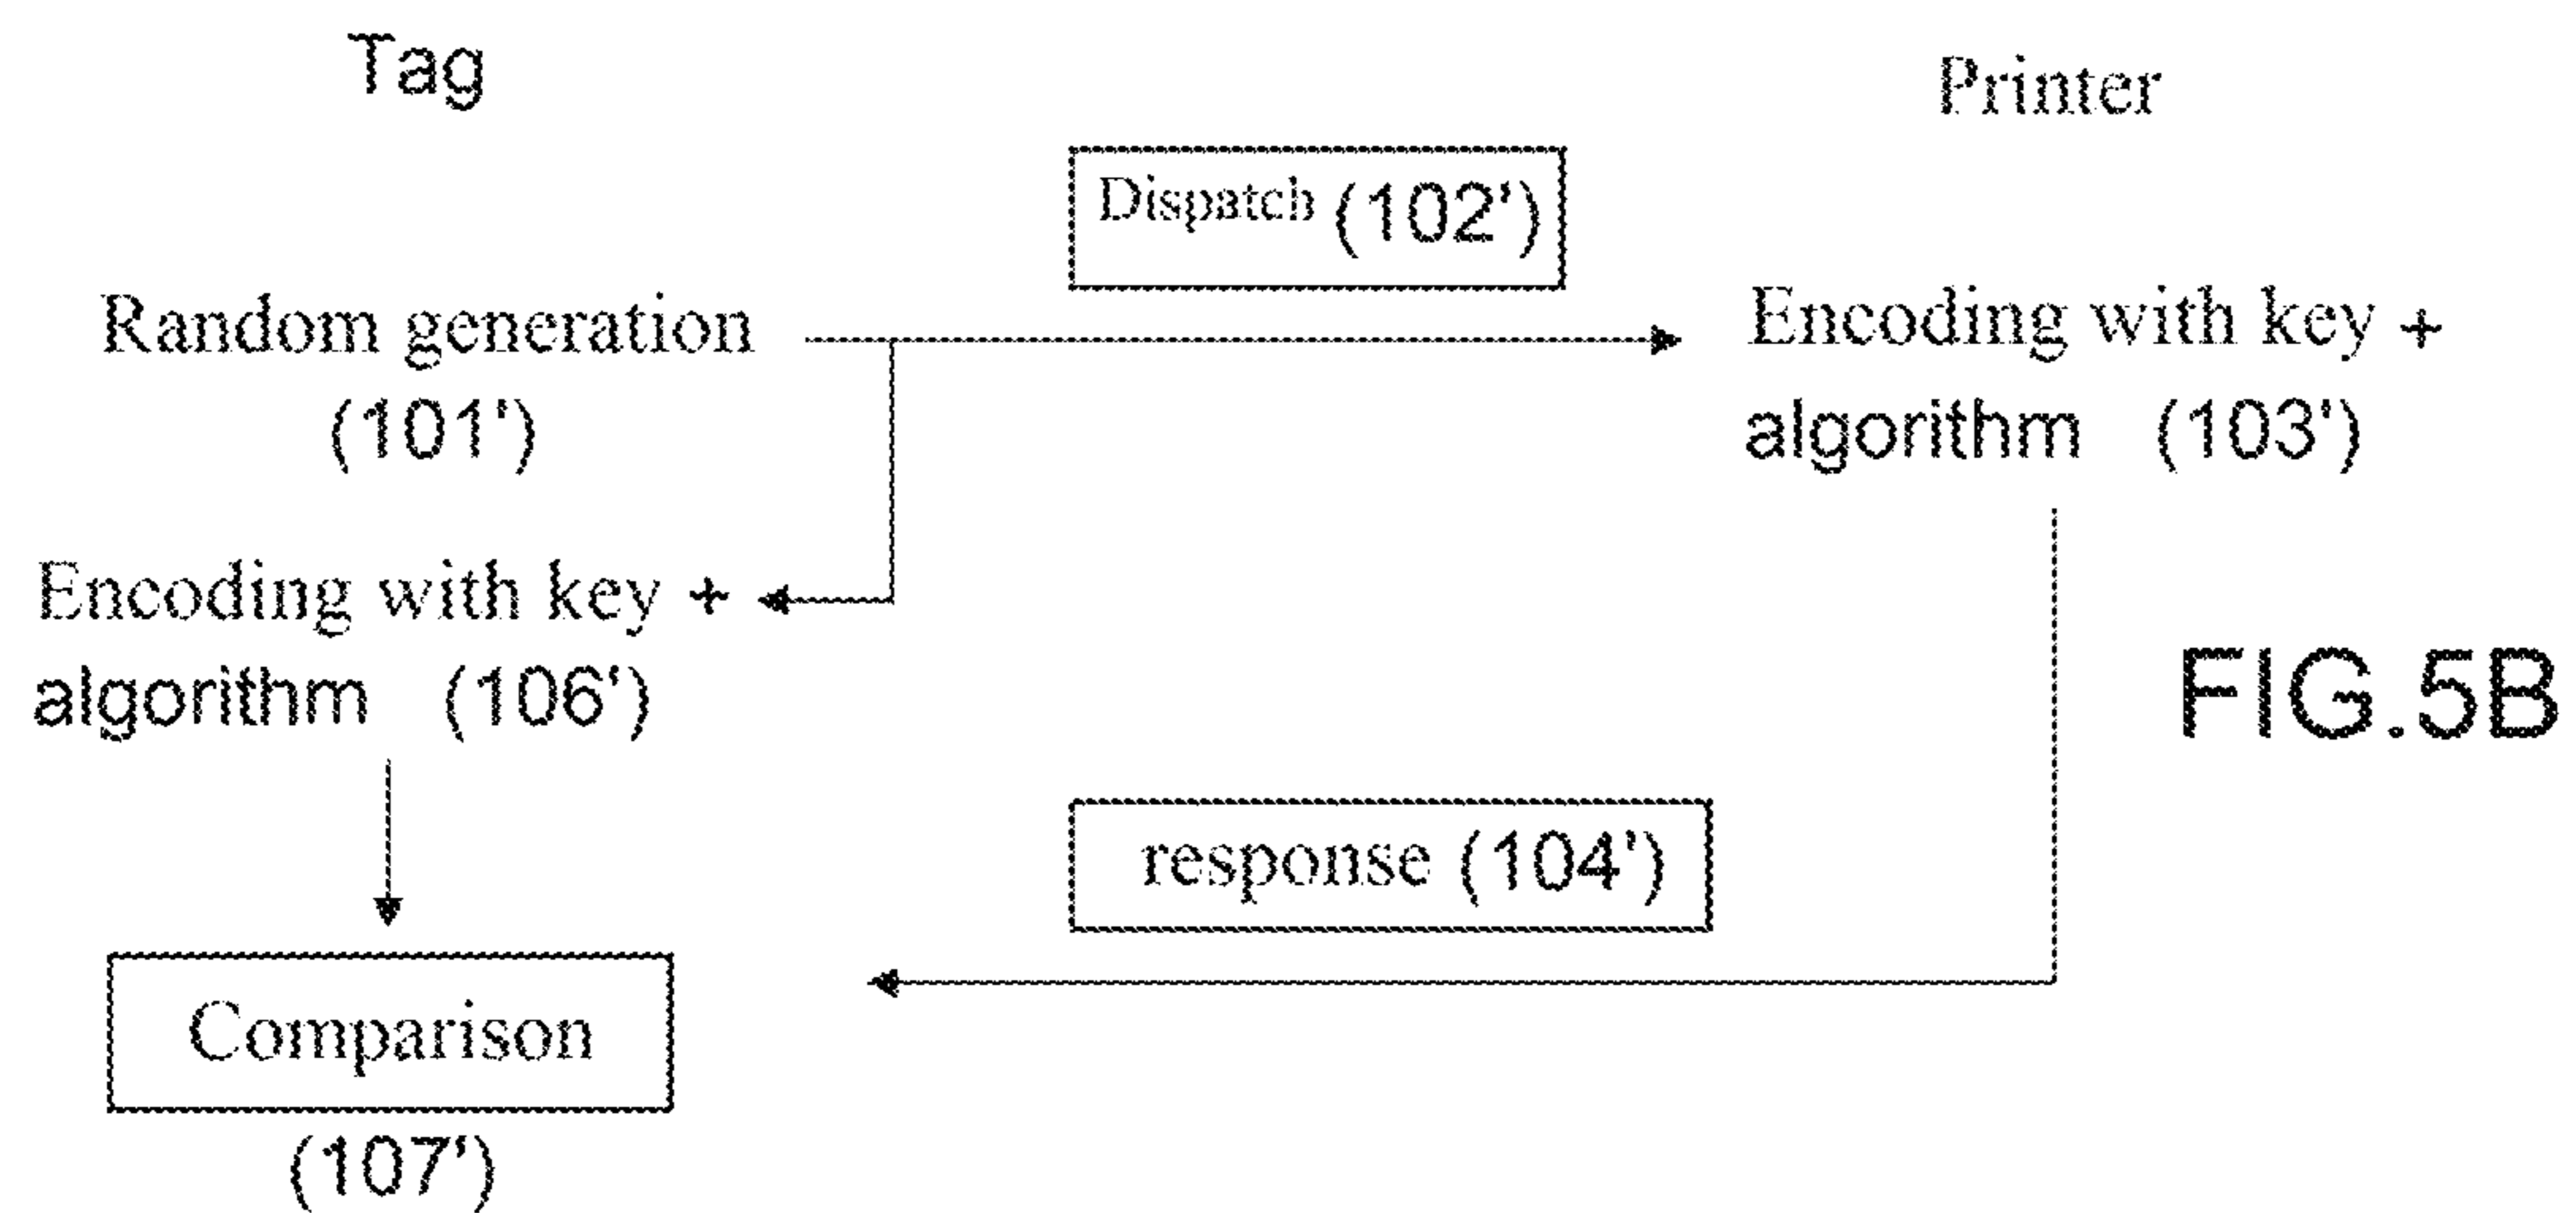 Tag
Printer
Dispatch (102')
Random generation
(101')
Encoding with key +
algorithm (103')
Encoding with key +
algorithm (106')
FIG.5B
response (104')
Comparison
(107')